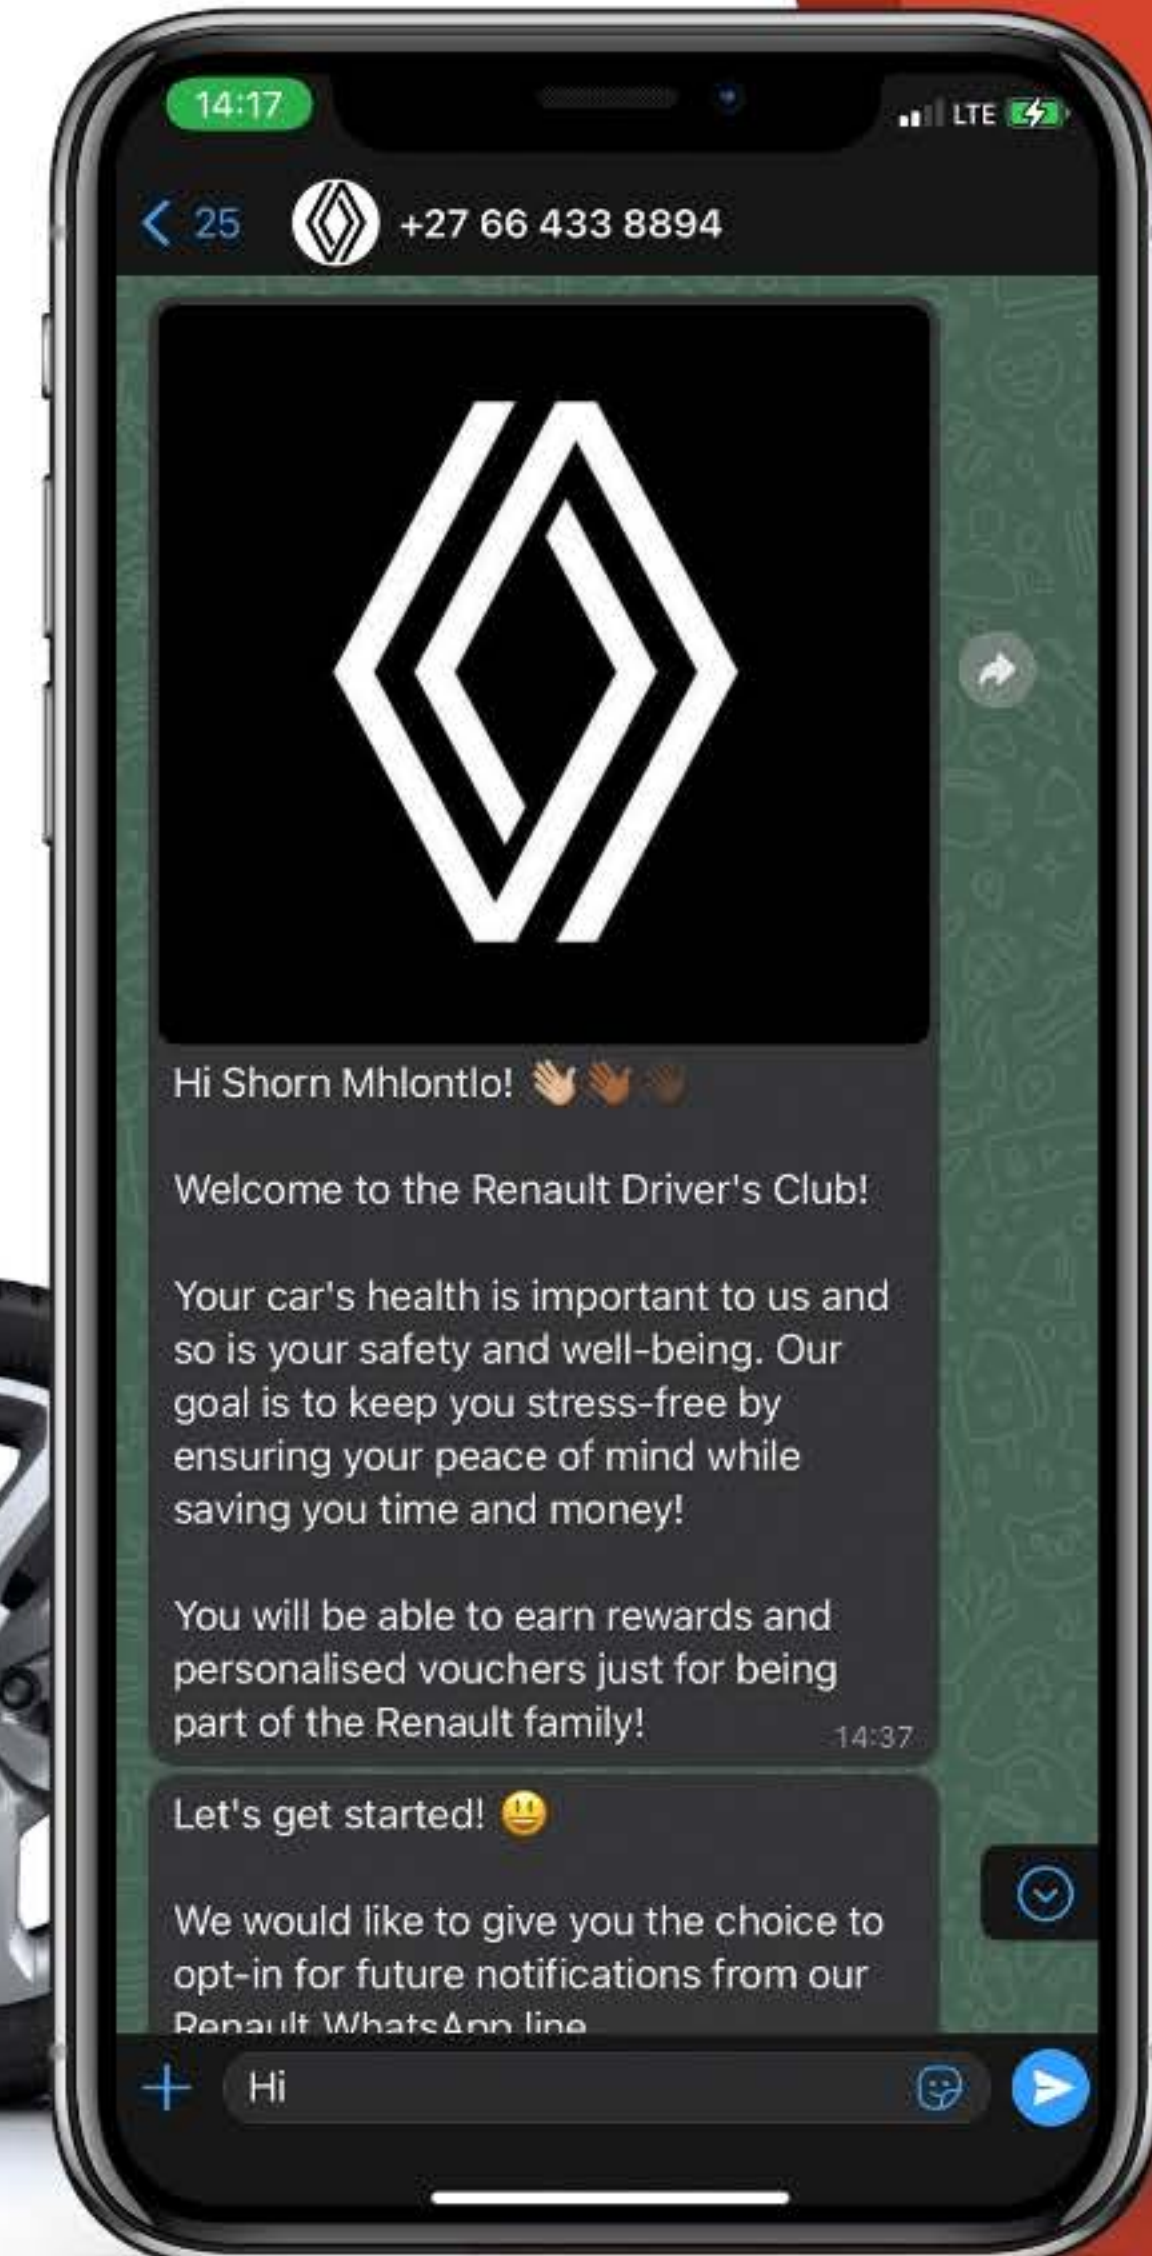 14:17
LTE
25
+27 66 433 8894
Hi Shorn Mhlontlo! 👋🏼👋🏾👋🏿
Welcome to the Renault Driver's Club!
Your car's health is important to us and
so is your safety and well-being. Our
goal is to keep you stress-free by
ensuring your peace of mind while
saving you time and money!
You will be able to earn rewards and
personalised vouchers just for being
part of the Renault family!
14:37
Let's get started! 😃
We would like to give you the choice to
opt-in for future notifications from our
Renault WhatsApp line
Hi